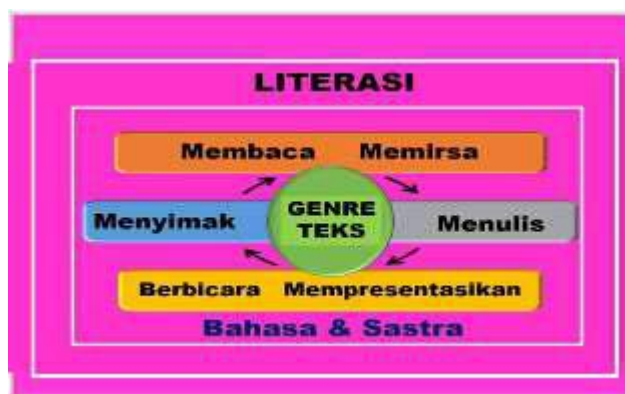 LITERASI
Membaca Memirsa
GENRE
TEKS
Menyimak
Menulis
Berbicara Mempresentasikan
Bahasa & Sastra